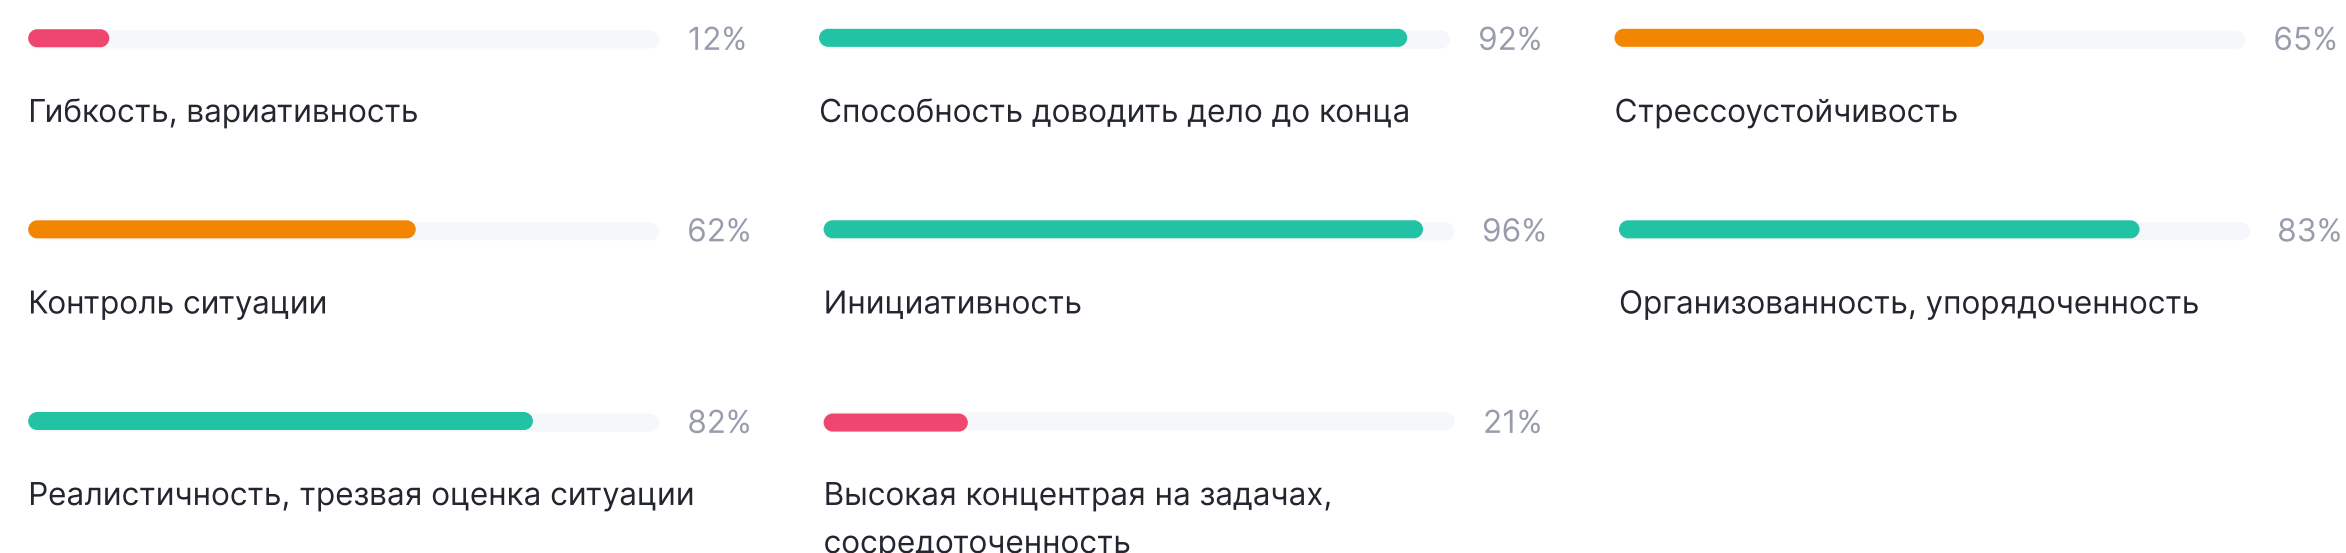 12%
92%
65%
Гибкость, вариативность
Способность доводить дело до конца
Стрессоустойчивость
62%
96%
83%
Контроль ситуации
Инициативность
Организованность, упорядоченность
82%
21%
Реалистичность, трезвая оценка ситуации
Высокая концентрая на задачах,
сосредоточенность